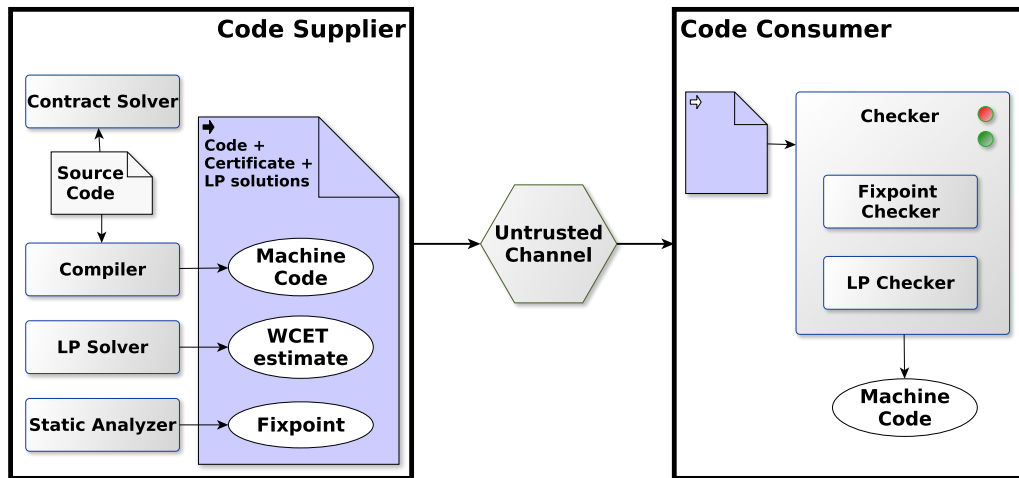 Code Supplier
Contract Solver
Source
Code
Compiler
LP Solver
Static Analyzer
Code +
Certificate +
LP solutions
Machine
Code
WCET
estimate
Fixpoint
Untrusted
Channel
Code Consumer
Checker
Fixpoint
Checker
LP Checker
Machine
Code